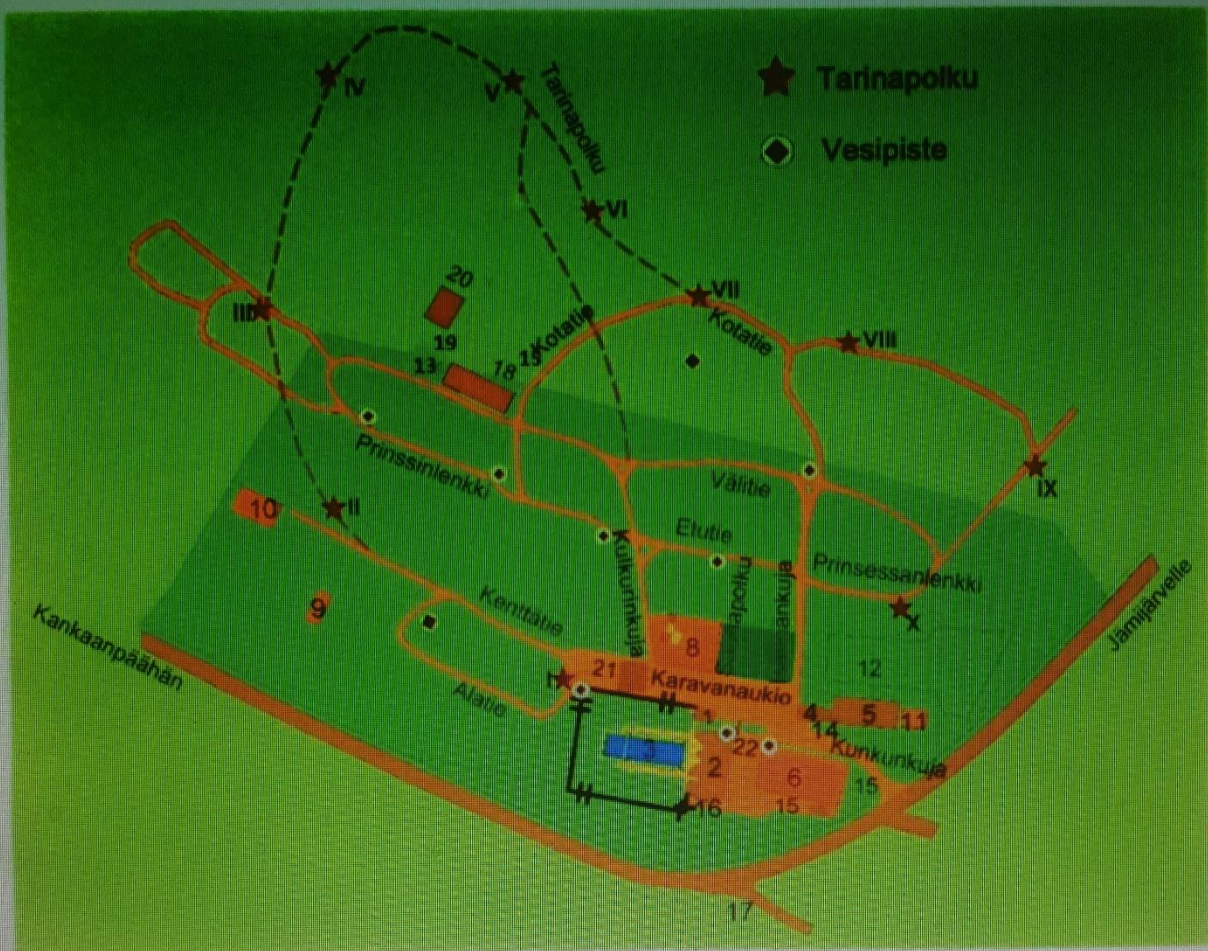 Tarinapolku
Vesipiste
IV
V
Tarinapolku
VI
VII
Kotatie
Kotatie
VIII
III
20
19
13
18
15
Prinssinlenkki
Välitie
IX
10
II
Etutie
Kulkurinkuja
Prinsessanlenkki
X
9
Kenttätie
Alatie
Kankaanpäähän
Jämijärvelle
8
12
I
21
Karavanaukio
1
4
5
11
14
Kunkunkuja
3
2
22
6
15
16
15
17